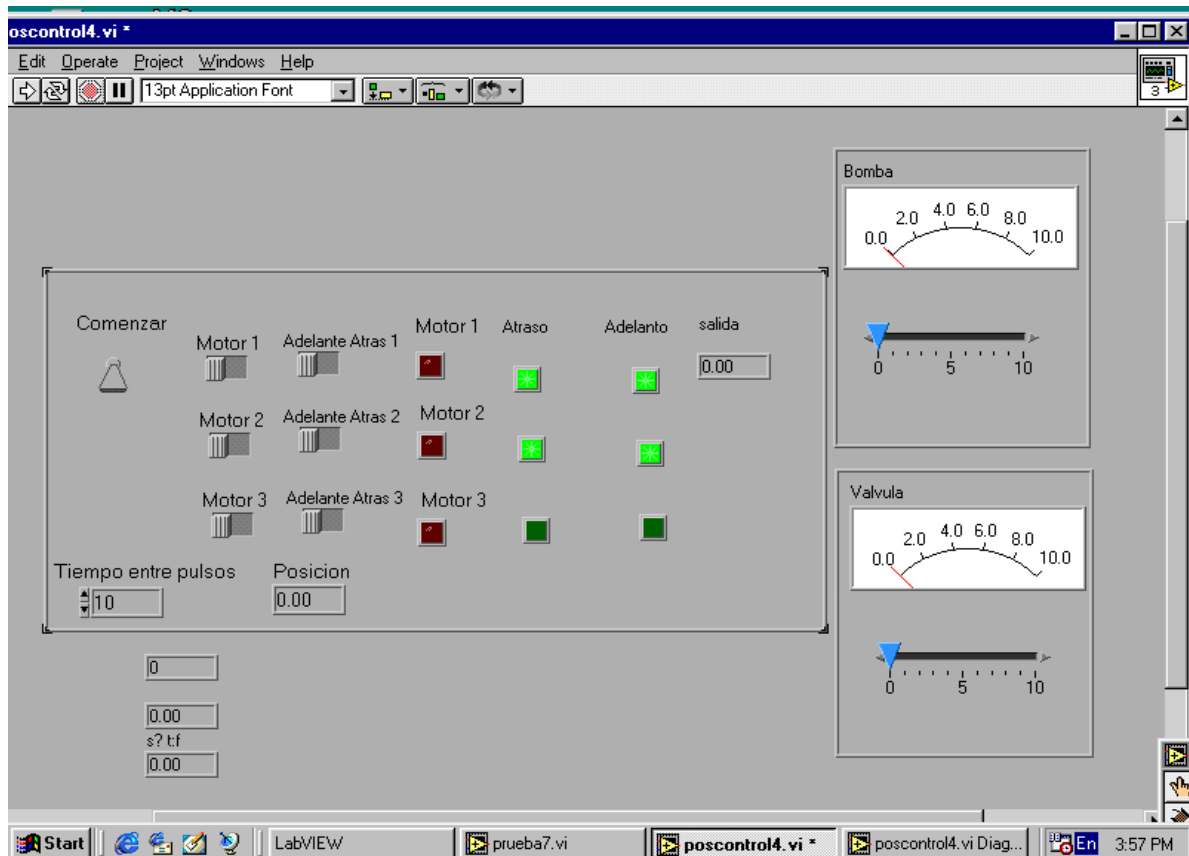 oscontrol4.vi *
Edit Operate Project Windows Help
13pt Application Font
3
Bomba
0.0 2.0 4.0 6.0 8.0 10.0
0 5 10
Comenzar
Motor 1 Adelante Atras 1 Motor 1 Atraso Adelanto salida
0.00
Motor 2 Adelante Atras 2 Motor 2
Motor 3 Adelante Atras 3 Motor 3
Tiempo entre pulsos Posicion
10 0.00
Valvula
0.0 2.0 4.0 6.0 8.0 10.0
0 5 10
0
0.00
s? t:f
0.00
Start LabVIEW prueba7.vi poscontrol4.vi * poscontrol4.vi Diag... En 3:57 PM